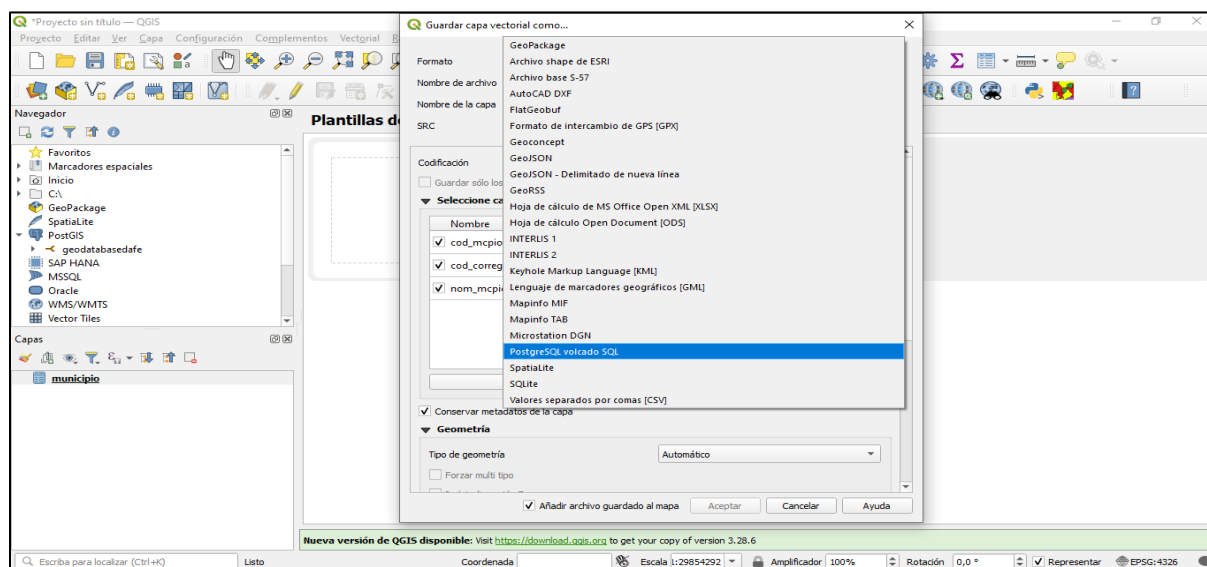 *Proyecto sin título — QGIS
Proyecto Editar Ver Capa Configuración Complementos Vectorial
Navegador
Favoritos
Marcadores espaciales
Inicio
C:\
GeoPackage
SpatiaLite
PostGIS
geodatabasedafe
SAP HANA
MSSQL
Oracle
WMS/WMTS
Vector Tiles
Capas
municipio
Plantillas d
Guardar capa vectorial como...
Formato
Nombre de archivo
Nombre de la capa
SRC
Codificación
Guardar sólo los
Seleccione ca
Nombre
cod_mcpio
cod_correg
nom_mcpi
GeoPackage
Archivo shape de ESRI
Archivo base S-57
AutoCAD DXF
FlatGeobuf
Formato de intercambio de GPS [GPX]
Geoconcept
GeoJSON
GeoJSON - Delimitado de nueva línea
GeoRSS
Hoja de cálculo de MS Office Open XML [XLSX]
Hoja de cálculo Open Document [ODS]
INTERLIS 1
INTERLIS 2
Keyhole Markup Language [KML]
Lenguaje de marcadores geográficos [GML]
Mapinfo MIF
Mapinfo TAB
Microstation DGN
PostgreSQL volcado SQL
SpatiaLite
SQLite
Valores separados por comas [CSV]
Conservar metadatos de la capa
Geometría
Tipo de geometría Automático
Forzar multi tipo
Añadir archivo guardado al mapa Aceptar Cancelar Ayuda
Nueva versión de QGIS disponible: Visit https://download.qgis.org to get your copy of version 3.28.6
Escriba para localizar (Ctrl+K) Listo Coordenada Escala 1:29854292 Amplificador 100% Rotación 0,0 ° Representar EPSG:4326